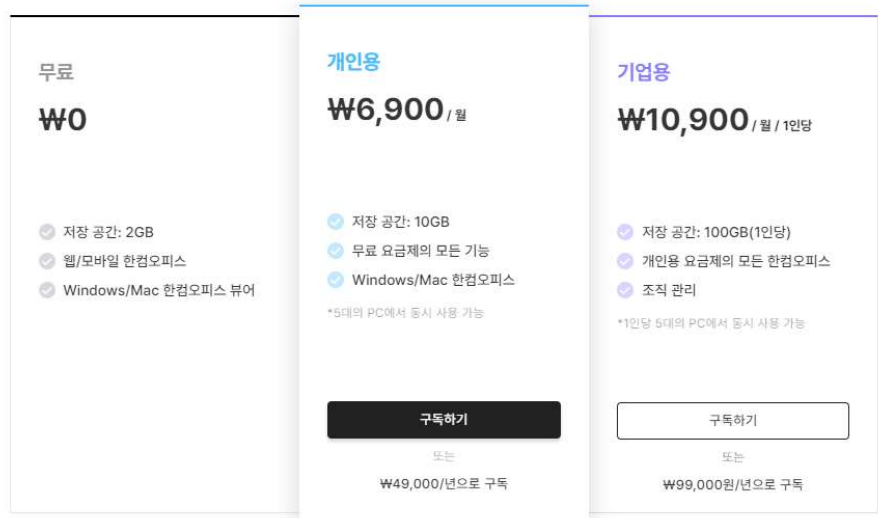 무료
₩0
저장 공간: 2GB
웹/모바일 한컴오피스
Windows/Mac 한컴오피스 뷰어
개인용
₩6,900 / 월
저장 공간: 10GB
무료 요금제의 모든 기능
Windows/Mac 한컴오피스
*5대의 PC에서 동시 사용 가능
구독하기
또는
₩49,000/년으로 구독
기업용
₩10,900 / 월 / 1인당
저장 공간: 100GB(1인당)
개인용 요금제의 모든 한컴오피스
조직 관리
*1인당 5대의 PC에서 동시 사용 가능
구독하기
또는
₩99,000원/년으로 구독